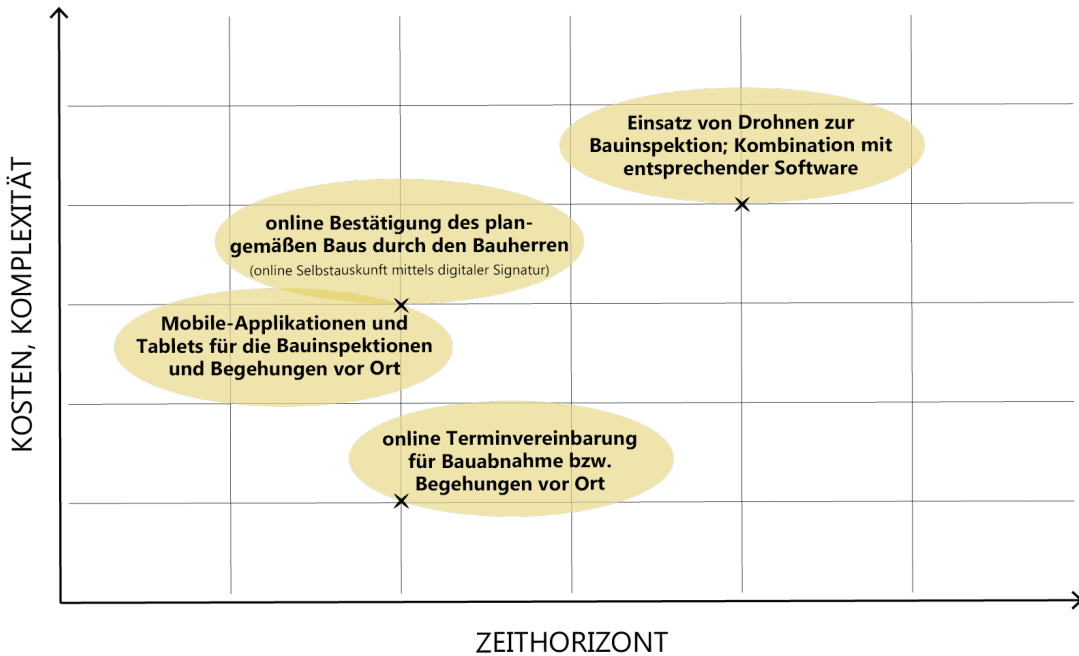 KOSTEN, KOMPLEXITÄT
Einsatz von Drohnen zur
Bauinspektion; Kombination mit
entsprechender Software
online Bestätigung des plan-
gemäßen Baus durch den Bauherren
(online Selbstauskunft mittels digitaler Signatur)
Mobile-Applikationen und
Tablets für die Bauinspektionen
und Begehungen vor Ort
online Terminvereinbarung
für Bauabnahme bzw.
Begehungen vor Ort
ZEITHORIZONT